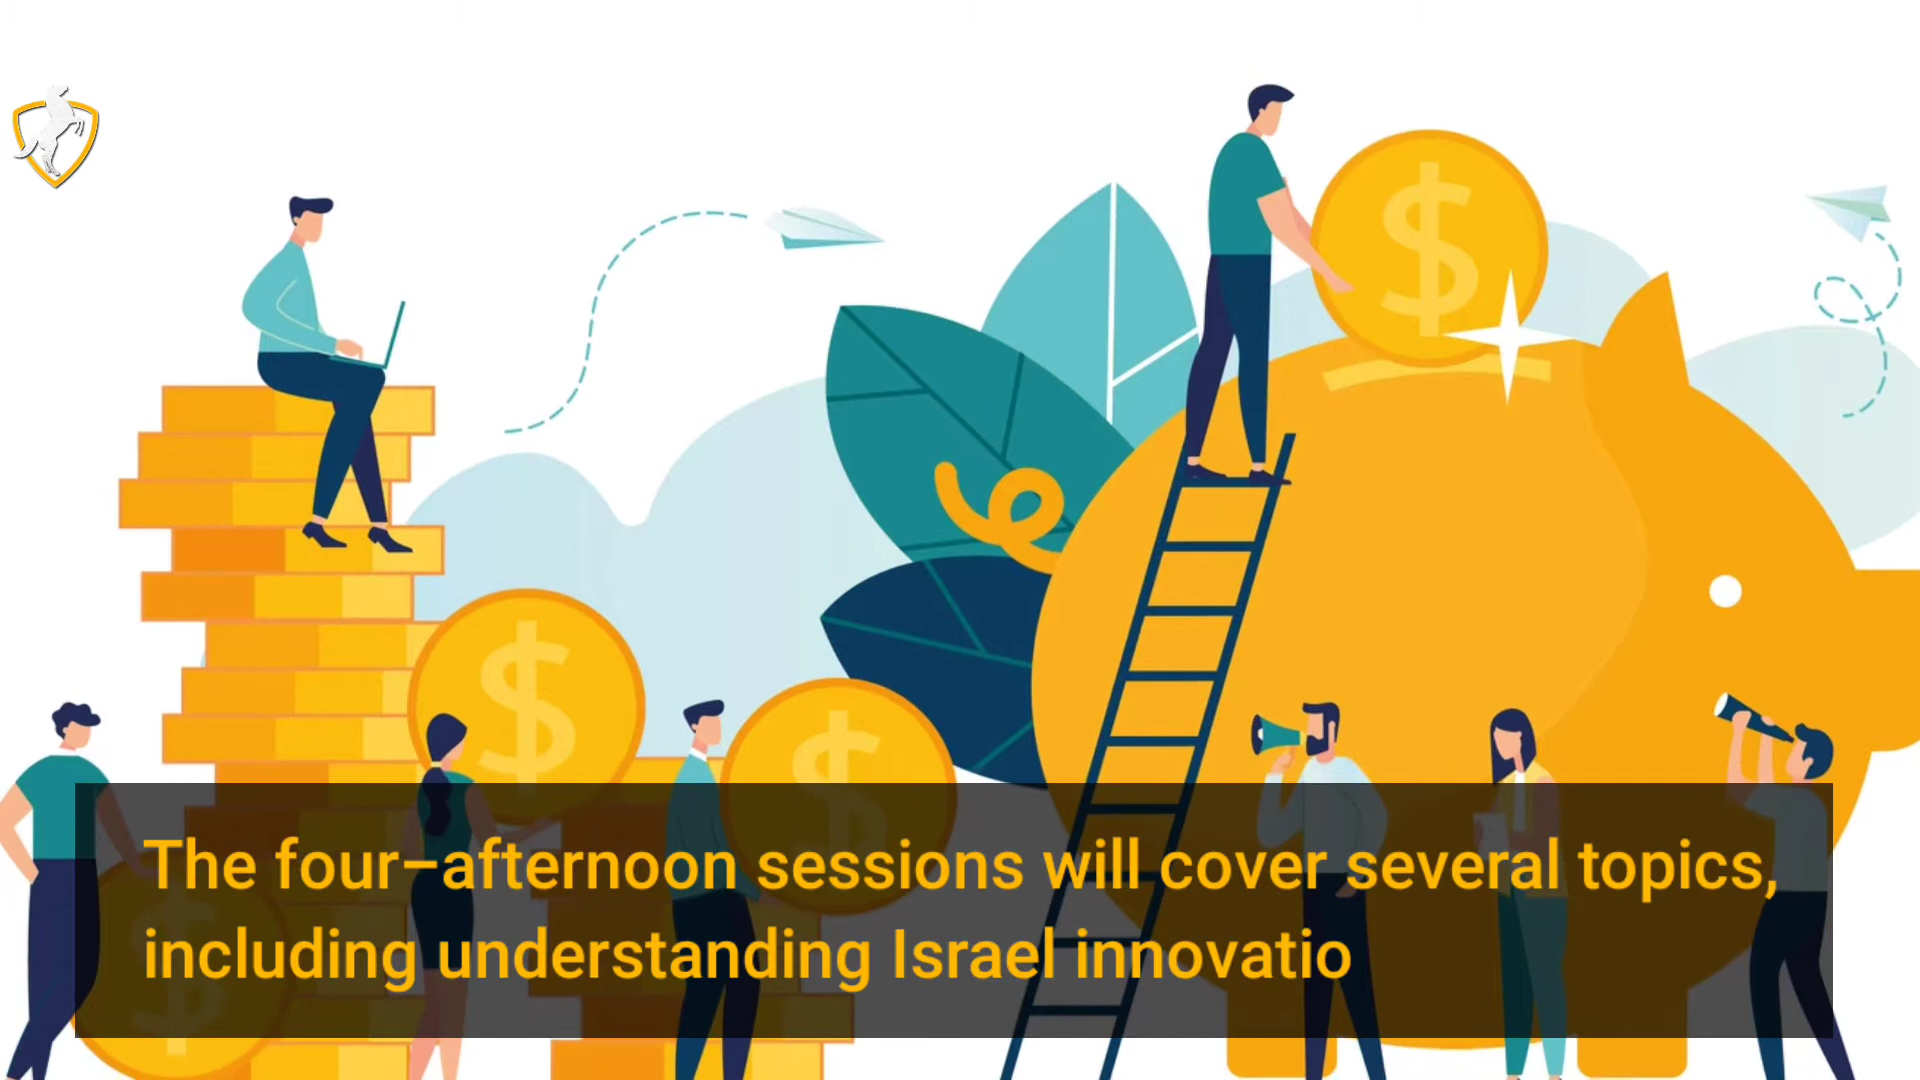 The four–afternoon sessions will cover several topics,
including understanding Israel innovatio